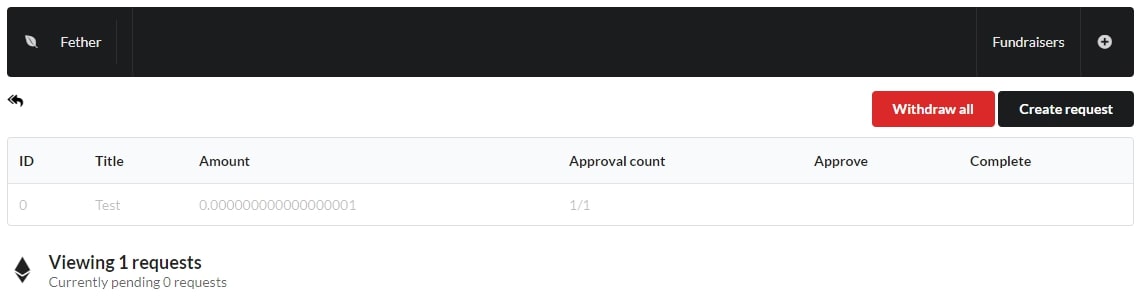 Fether Fundraisers
Withdraw all Create request
ID Title Amount Approval count Approve Complete
0 Test 0.000000000000000001 1/1
Viewing 1 requests
Currently pending 0 requests